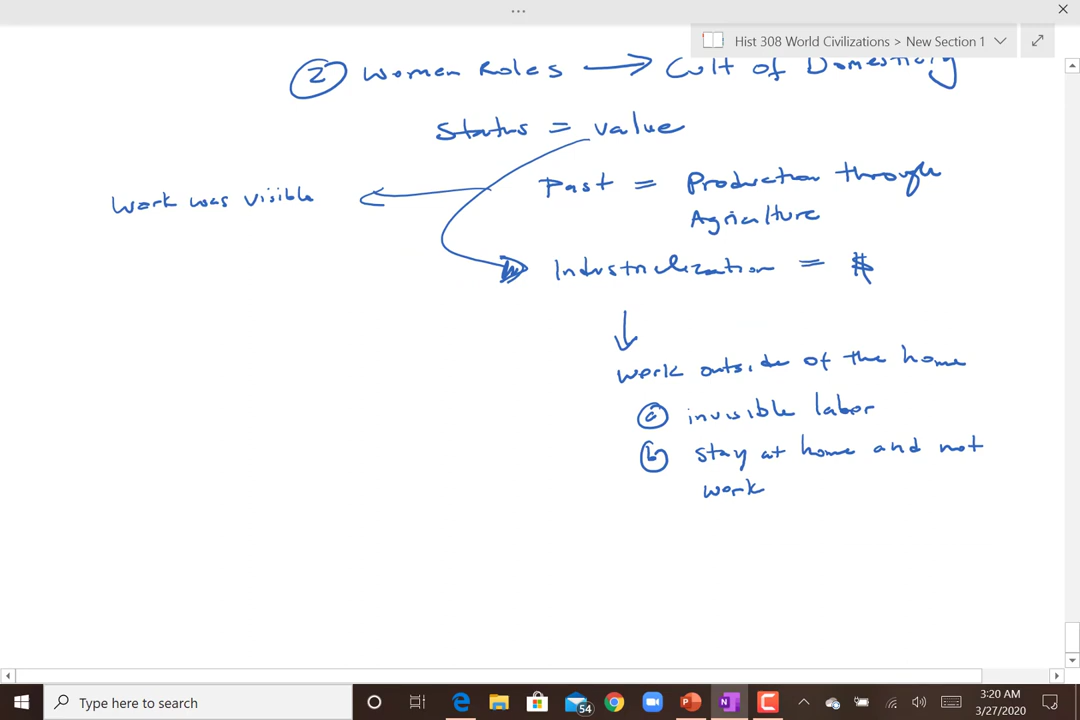 Hist 308 World Civilizations > New Section 1
② Women Roles → Cult of Domesticity
Status = value
Past = Production through
Agriculture
Work was visible
Industrialization = $
↓
Work outside of the home
ⓐ invisible labor
ⓑ stay at home and not
work
Type here to search
54
3:20 AM
3/27/2020